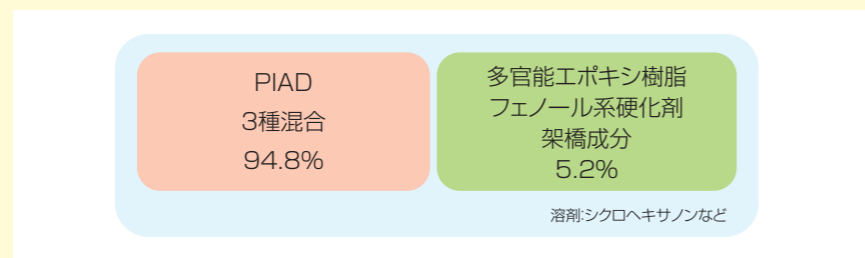 PIAD
3種混合
94.8%
多官能エポキシ樹脂
フェノール系硬化剤
架橋成分
5.2%
溶剤:シクロヘキサノンなど